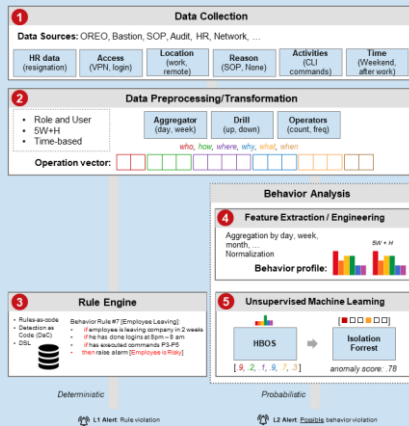 1
Data Collection
Data Sources: OREO, Bastion, SOP, Audit, HR, Network, ...
HR data
(resignation)
Access
(VPN, login)
Location
(work,
remote)
Reason
(SOP, None)
Activities
(CLI
commands)
Time
(Weekend,
after work)
2
Data Preprocessing/Transformation
• Role and User
• 5W+H
• Time-based
Aggregator
(day, week)
Drill
(up, down)
Operators
(count, freq)
who, how, where, why, what, when
Operation vector:
Behavior Analysis
4
Feature Extraction / Engineering
Aggregation by day, week,
month, ...
Normalization
5W + H
Behavior profile:
3
Rule Engine
• Rules-as-code
• Detection as
Code (DaC)
• DSL
Behavior Rule #7 [Employee Leaving]:
• if employee is leaving company in 2 weeks
• if he has done logins at 8pm – 8 am
• if has executed commands P3-P5
• then raise alarm [Employee is Risky]
5
Unsupervised Machine Learning
HBOS
Isolation
Forrest
[.9, .2, .1, .9, .7, .3]
anomaly score: .78
Deterministic
Probabilistic
L1 Alert: Rule violation
L2 Alert: Possible behavior violation